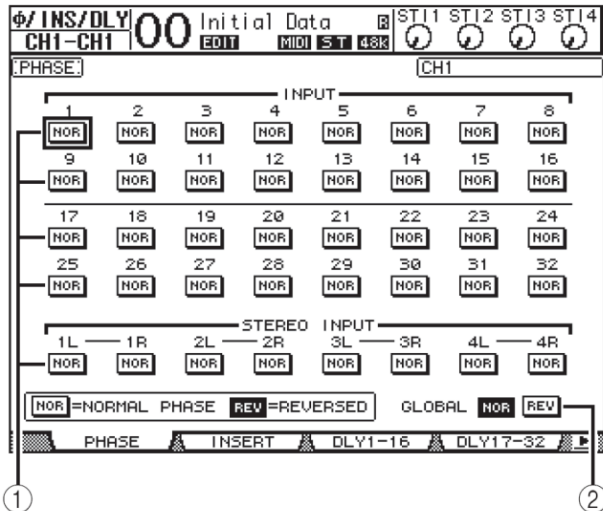 ɸ/INS/DLY 00 Initial Data R STI1 STI2 STI3 STI4
CH1-CH1 EDIT MIDI ST 48K
PHASE CH1
INPUT
1 2 3 4 5 6 7 8
NOR NOR NOR NOR NOR NOR NOR NOR
9 10 11 12 13 14 15 16
NOR NOR NOR NOR NOR NOR NOR NOR
17 18 19 20 21 22 23 24
NOR NOR NOR NOR NOR NOR NOR NOR
25 26 27 28 29 30 31 32
NOR NOR NOR NOR NOR NOR NOR NOR
STEREO INPUT
1L 1R 2L 2R 3L 3R 4L 4R
NOR NOR NOR NOR NOR NOR NOR NOR
NOR=NORMAL PHASE REV=REVERSED GLOBAL NOR REV
PHASE INSERT DLY1-16 DLY17-32
① ②